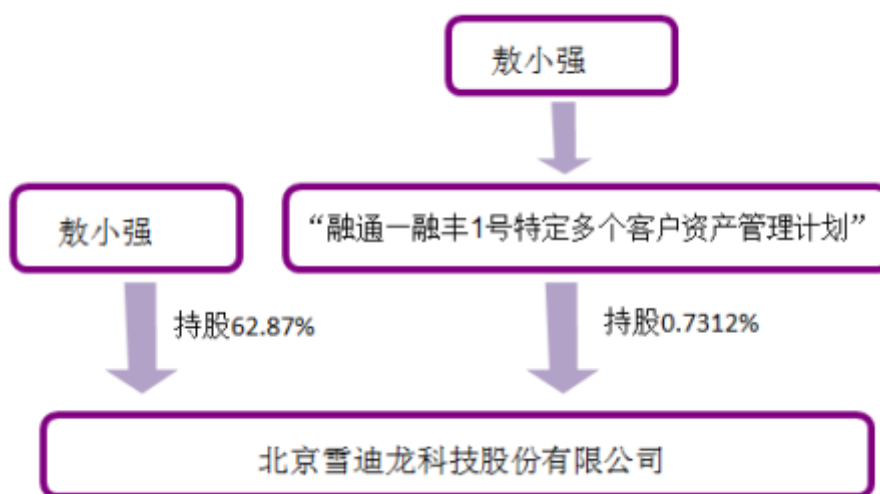 敖小强
敖小强
“融通一融丰1号特定多个客户资产管理计划”
持股62.87%
持股0.7312%
北京雪迪龙科技股份有限公司